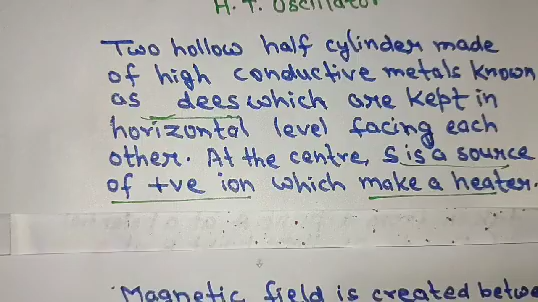 H. F. Oscillator
Two hollow half cylinder made
of high conductive metals known
as dees which are kept in
horizontal level facing each
other. At the centre, S is a source
of +ve ion which make a heater.
Magnetic field is created betwe